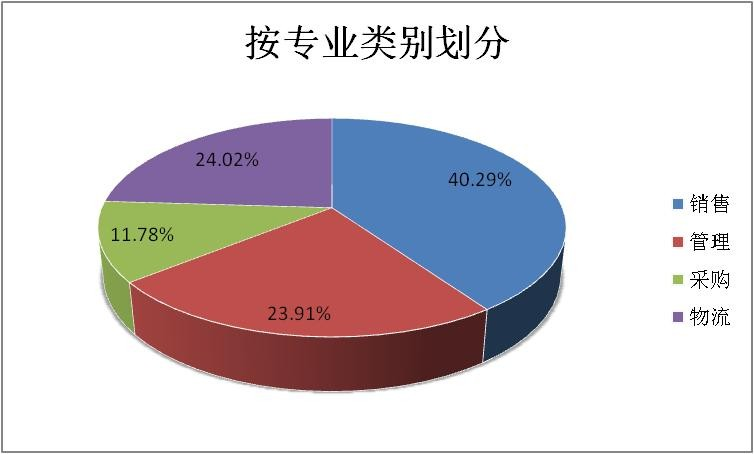 按专业类别划分
24.02%
40.29%
11.78%
23.91%
销售
管理
采购
物流